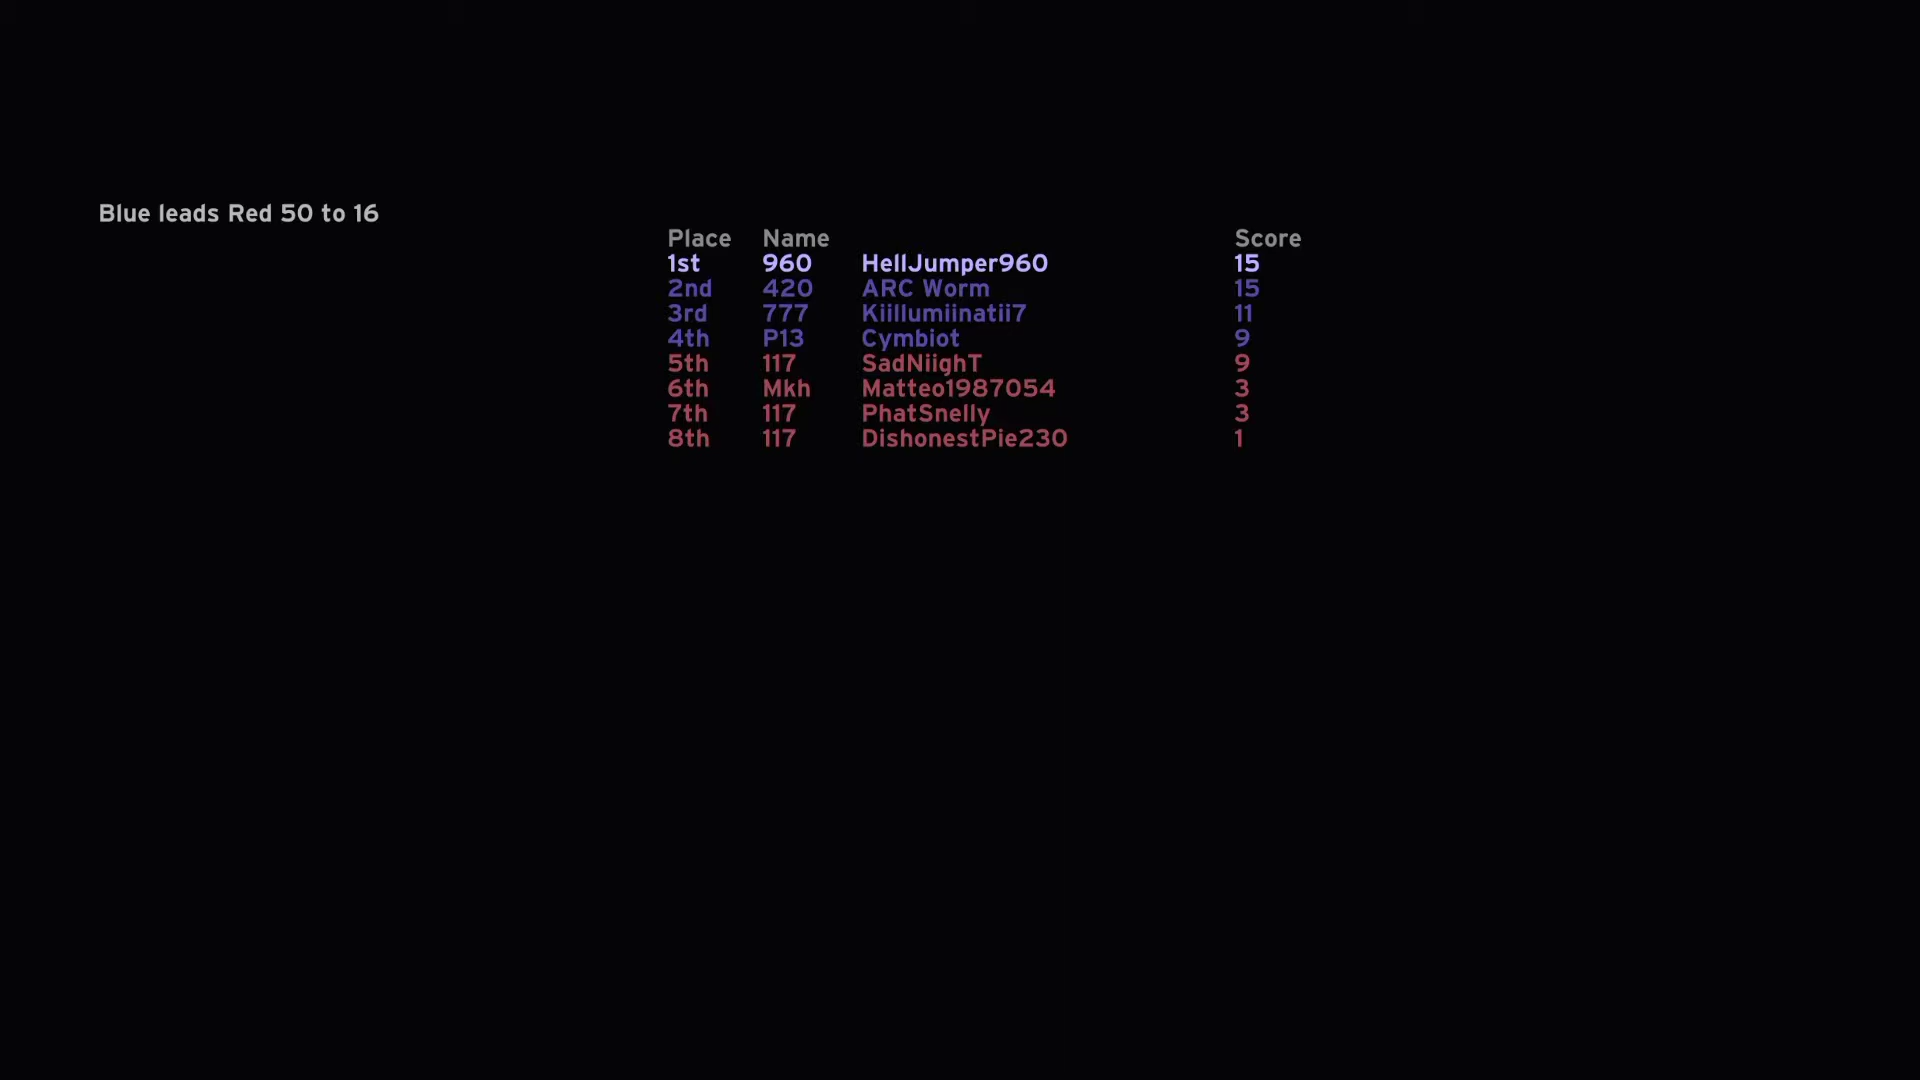 Blue leads Red 50 to 16
Place Name Score
1st 960 HellJumper960 15
2nd 420 ARC Worm 15
3rd 777 Kiillumiinatii7 11
4th P13 Cymbiot 9
5th 117 SadNiighT 9
6th Mkh Matteo1987054 3
7th 117 PhatSnelly 3
8th 117 DishonestPie230 1